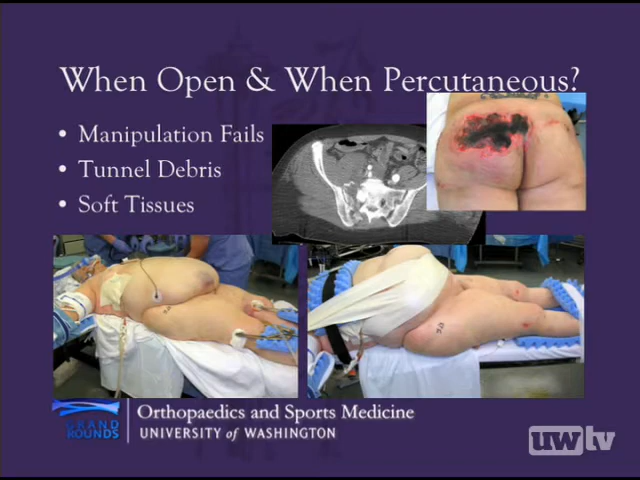 When Open & When Percutaneous?
• Manipulation Fails
• Tunnel Debris
• Soft Tissues
GRAND
ROUNDS
Orthopaedics and Sports Medicine
UNIVERSITY of WASHINGTON
uwtv